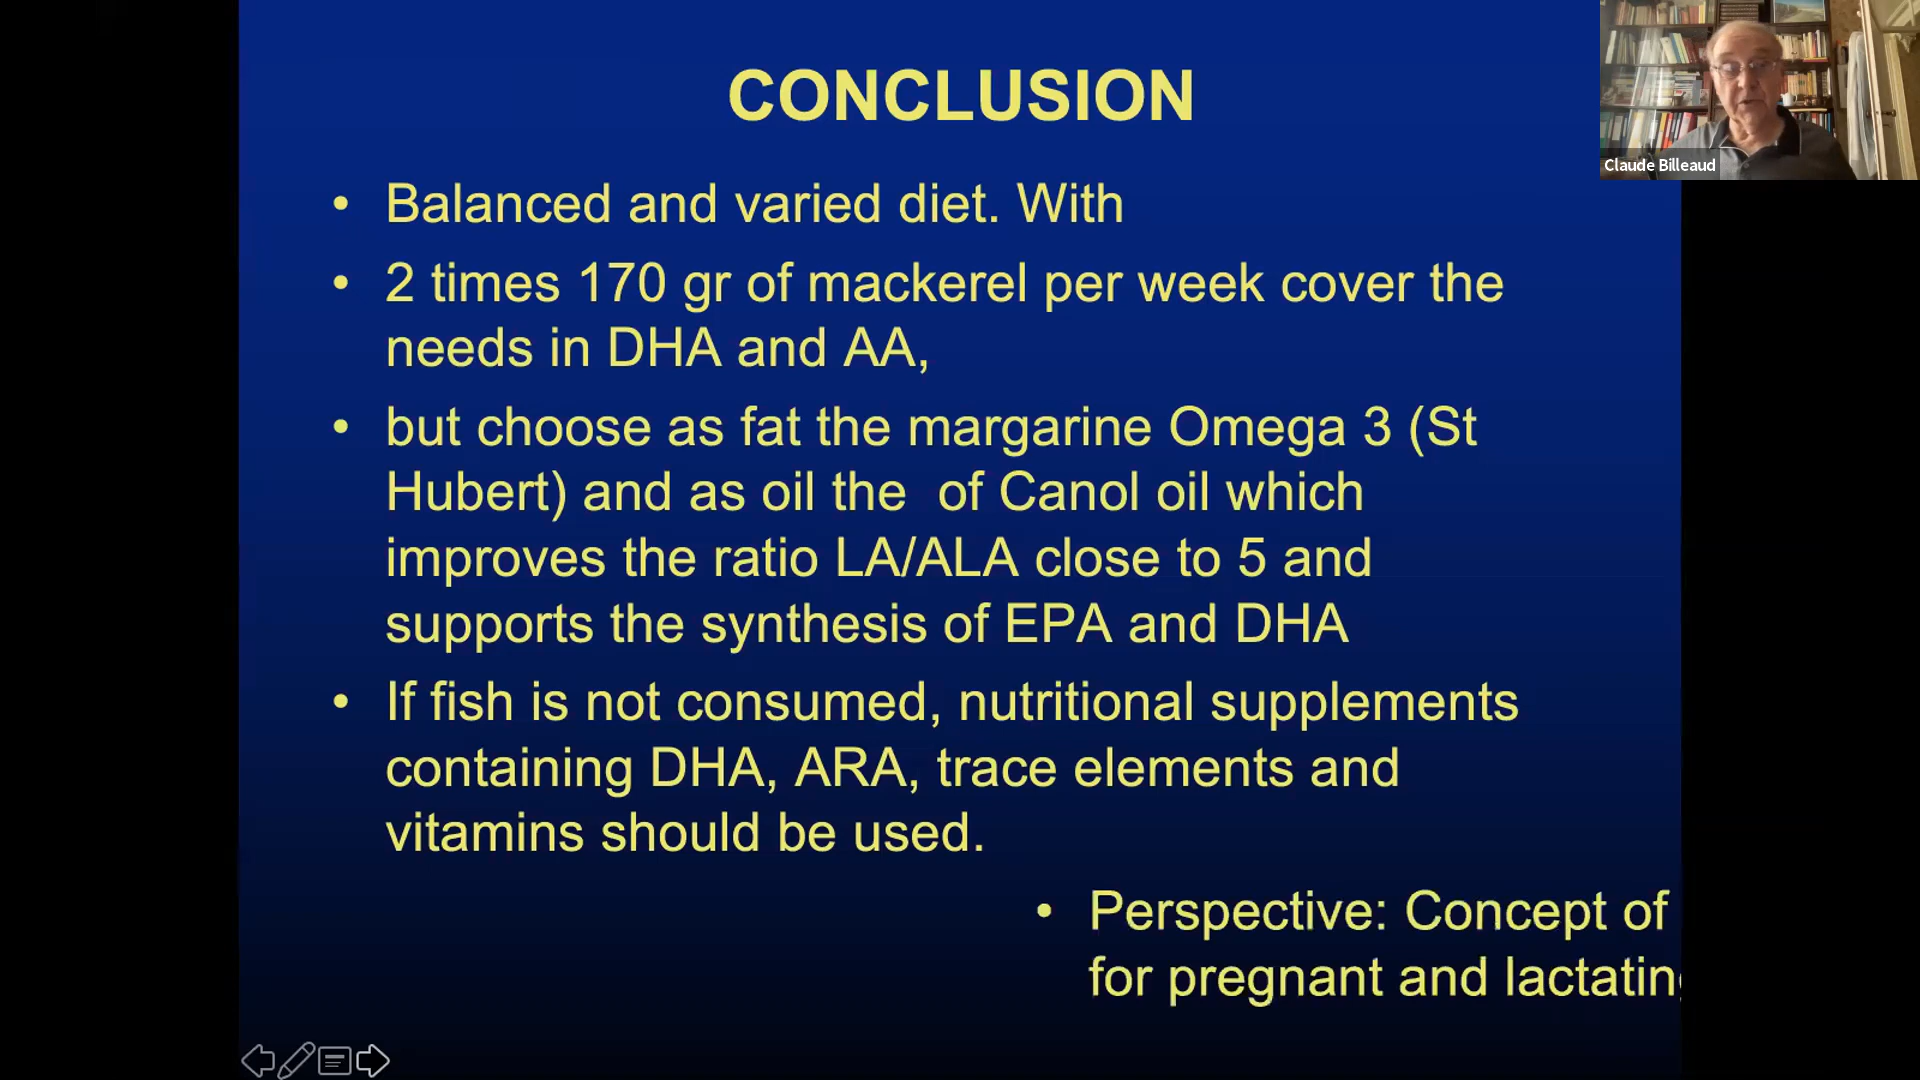 CONCLUSION
Claude Billeaud
• Balanced and varied diet. With
• 2 times 170 gr of mackerel per week cover the
needs in DHA and AA,
• but choose as fat the margarine Omega 3 (St
Hubert) and as oil the of Canol oil which
improves the ratio LA/ALA close to 5 and
supports the synthesis of EPA and DHA
• If fish is not consumed, nutritional supplements
containing DHA, ARA, trace elements and
vitamins should be used.
• Perspective: Concept of
for pregnant and lactating